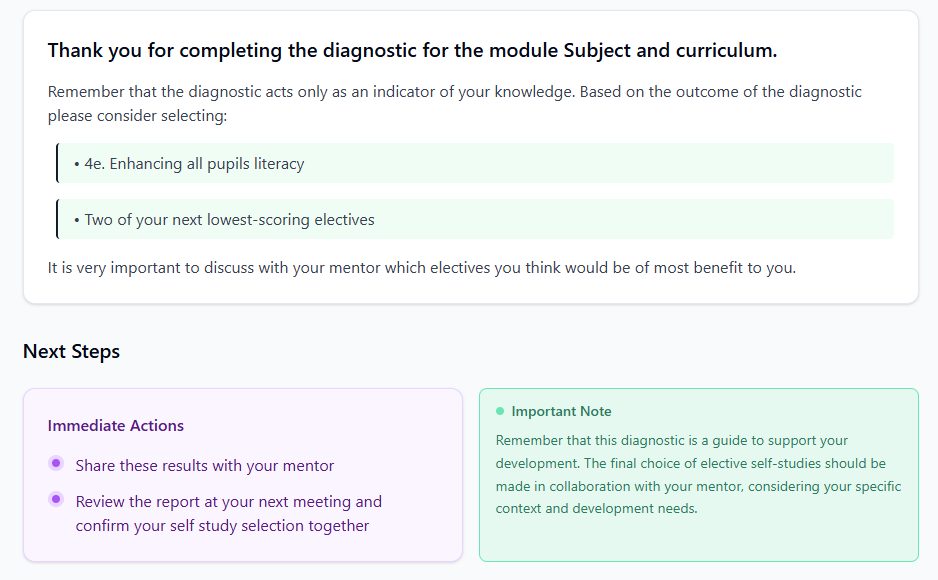 Thank you for completing the diagnostic for the module Subject and curriculum.
Remember that the diagnostic acts only as an indicator of your knowledge. Based on the outcome of the diagnostic
please consider selecting:
• 4e. Enhancing all pupils literacy
• Two of your next lowest-scoring electives
It is very important to discuss with your mentor which electives you think would be of most benefit to you.
Next Steps
Immediate Actions
Share these results with your mentor
Review the report at your next meeting and
confirm your self study selection together
Important Note
Remember that this diagnostic is a guide to support your
development. The final choice of elective self-studies should be
made in collaboration with your mentor, considering your specific
context and development needs.